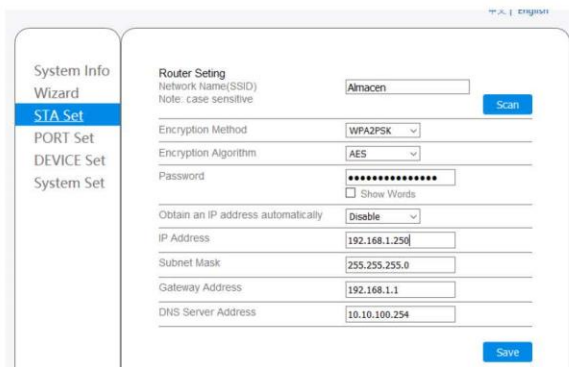 中文 | English
System Info
Wizard
STA Set
PORT Set
DEVICE Set
System Set
Router Seting
Network Name(SSID)
Note: case sensitive
Almacen
Scan
Encryption Method WPA2PSK
Encryption Algorithm AES
Password •••••••••••••••
Show Words
Obtain an IP address automatically Disable
IP Address 192.168.1.250
Subnet Mask 255.255.255.0
Gateway Address 192.168.1.1
DNS Server Address 10.10.100.254
Save